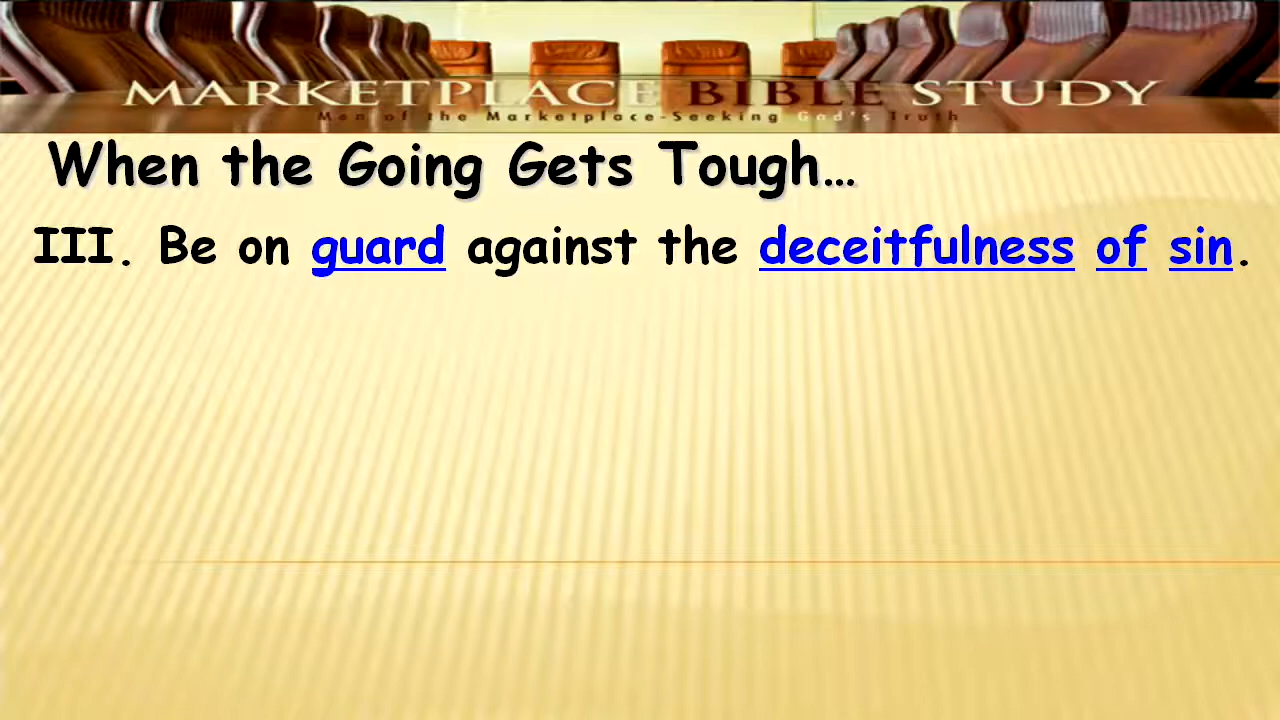 MARKETPLACE BIBLE STUDY
Men of the Marketplace-Seeking God's Truth
When the Going Gets Tough…
III. Be on guard against the deceitfulness of sin.